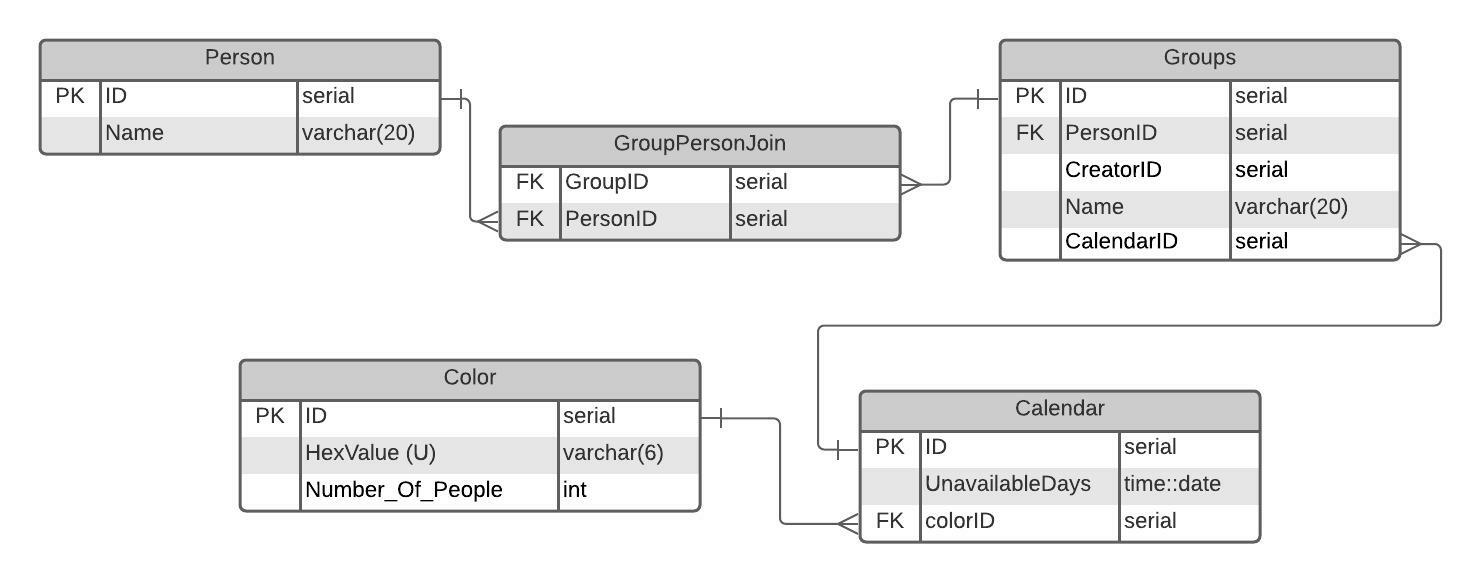 Person
PK ID serial
Name varchar(20)
GroupPersonJoin
FK GroupID serial
FK PersonID serial
Groups
PK ID serial
FK PersonID serial
CreatorID serial
Name varchar(20)
CalendarID serial
Color
PK ID serial
HexValue (U) varchar(6)
Number_Of_People int
Calendar
PK ID serial
UnavailableDays time::date
FK colorID serial